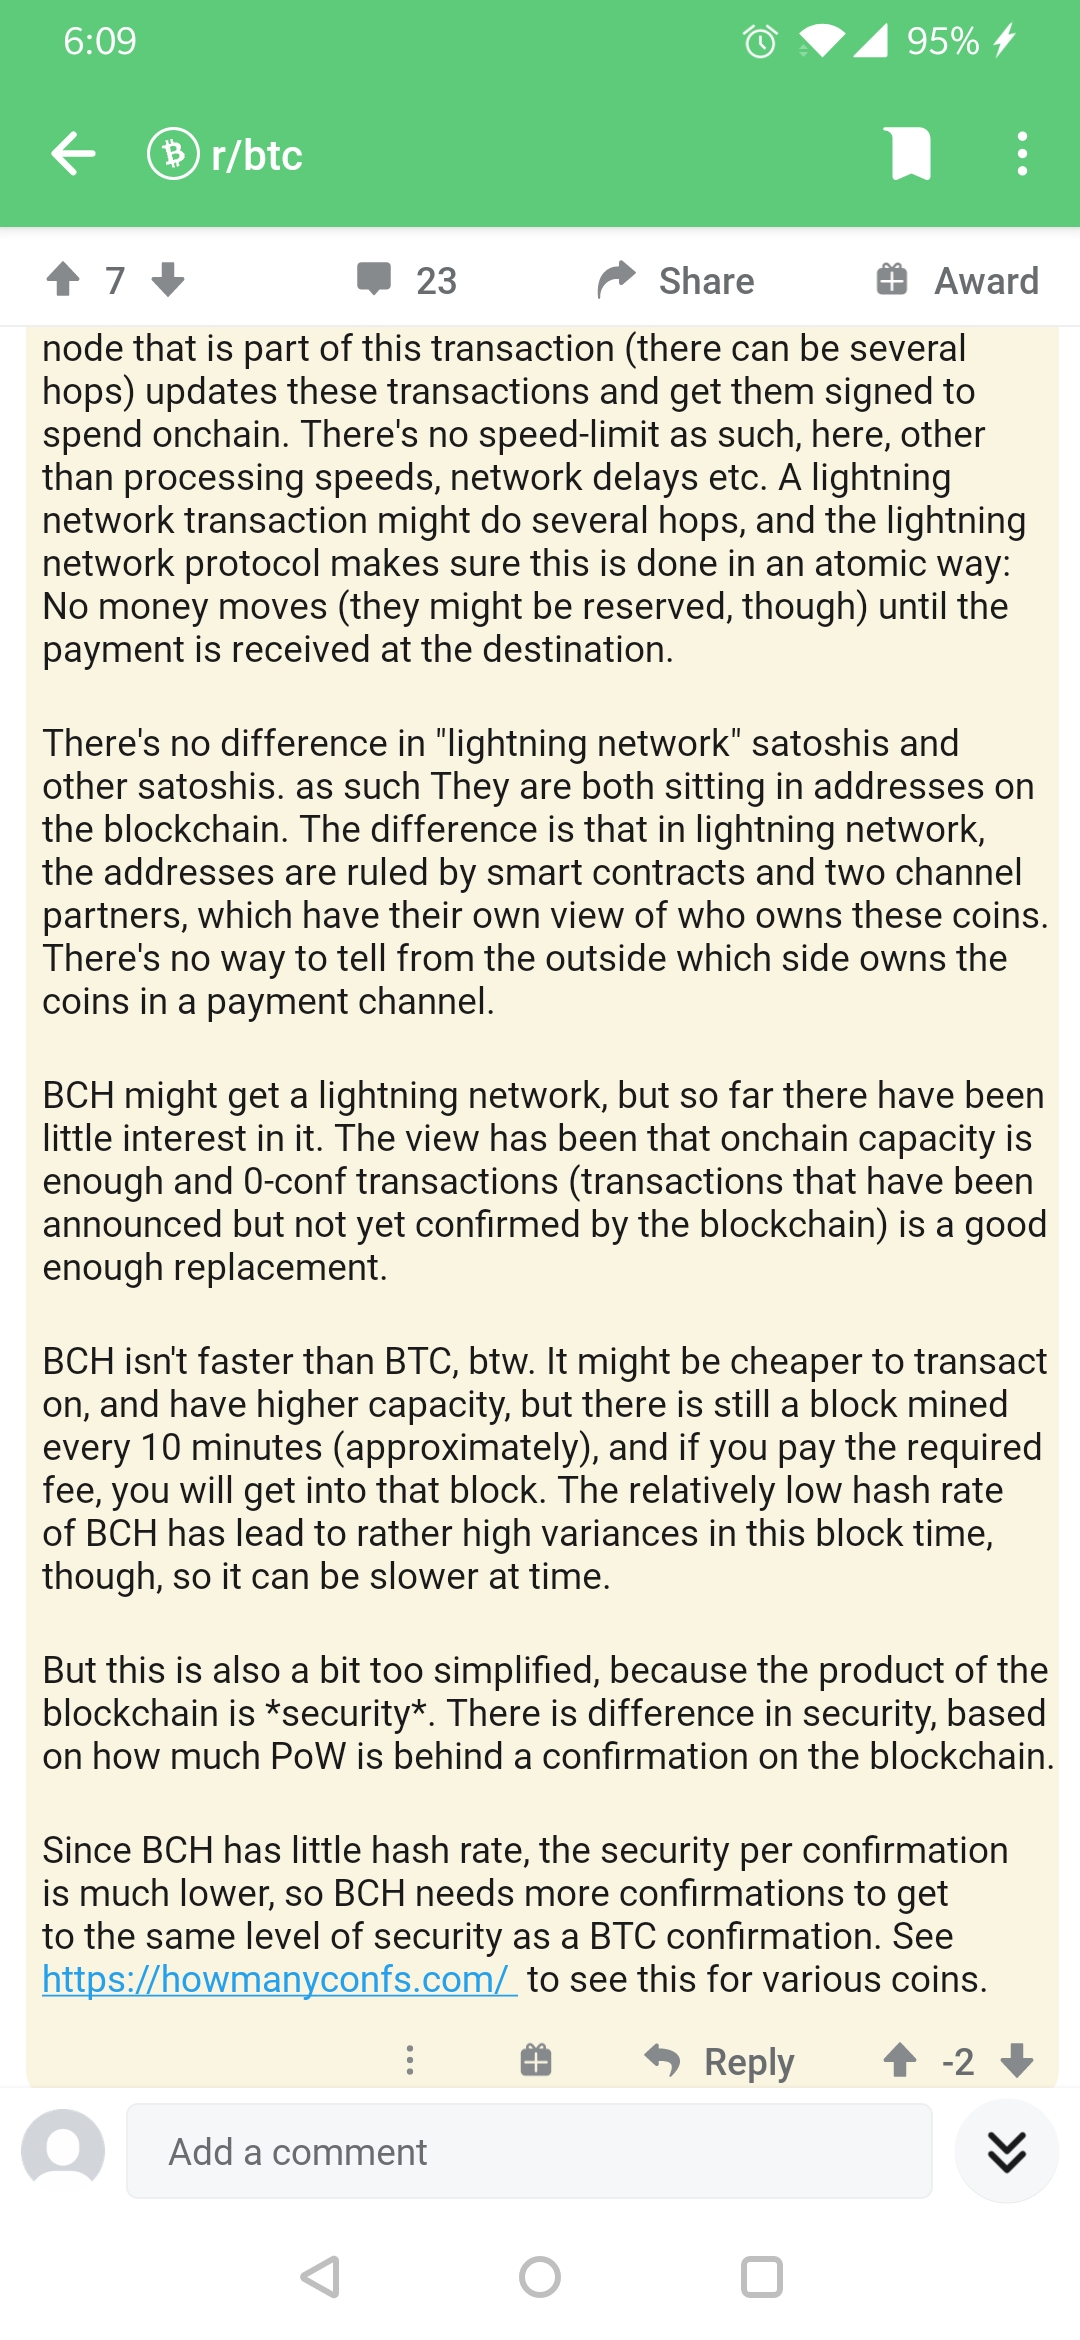 6:09
95%
r/btc
7
23
Share
Award
node that is part of this transaction (there can be several
hops) updates these transactions and get them signed to
spend onchain. There's no speed-limit as such, here, other
than processing speeds, network delays etc. A lightning
network transaction might do several hops, and the lightning
network protocol makes sure this is done in an atomic way:
No money moves (they might be reserved, though) until the
payment is received at the destination.
There's no difference in "lightning network" satoshis and
other satoshis. as such They are both sitting in addresses on
the blockchain. The difference is that in lightning network,
the addresses are ruled by smart contracts and two channel
partners, which have their own view of who owns these coins.
There's no way to tell from the outside which side owns the
coins in a payment channel.
BCH might get a lightning network, but so far there have been
little interest in it. The view has been that onchain capacity is
enough and 0-conf transactions (transactions that have been
announced but not yet confirmed by the blockchain) is a good
enough replacement.
BCH isn't faster than BTC, btw. It might be cheaper to transact
on, and have higher capacity, but there is still a block mined
every 10 minutes (approximately), and if you pay the required
fee, you will get into that block. The relatively low hash rate
of BCH has lead to rather high variances in this block time,
though, so it can be slower at time.
But this is also a bit too simplified, because the product of the
blockchain is *security*. There is difference in security, based
on how much PoW is behind a confirmation on the blockchain.
Since BCH has little hash rate, the security per confirmation
is much lower, so BCH needs more confirmations to get
to the same level of security as a BTC confirmation. See
https://howmanyconfs.com/ to see this for various coins.
Reply
-2
Add a comment